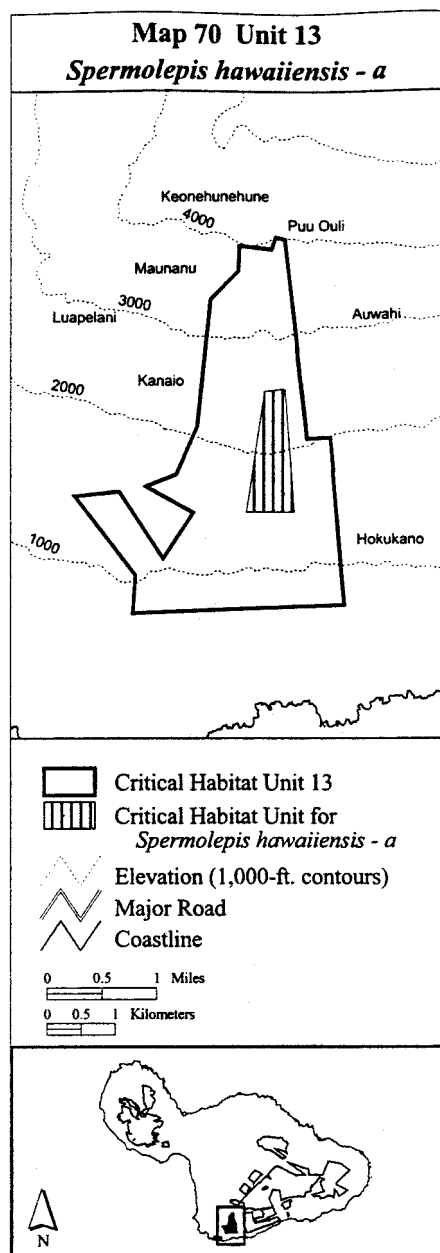 Map 70 Unit 13
Spermolepis hawaiiensis - a
Keonehunehune
4000
Puu Ouli
Maunanu
3000
Luapelani
Auwahi
Kanaio
2000
1000
Hokukano
Critical Habitat Unit 13
Critical Habitat Unit for
Spermolepis hawaiiensis - a
Elevation (1,000-ft. contours)
Major Road
Coastline
0 0.5 1 Miles
0 0.5 1 Kilometers
N